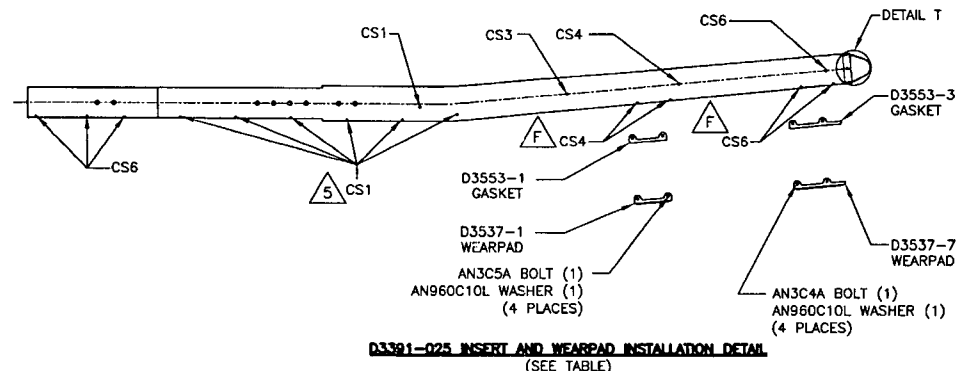 DETAIL T
CS1
CS3
CS4
CS6
D3553-3
GASKET
F
CS4
F
CS6
CS6
5
CS1
D3553-1
GASKET
D3537-1
WEARPAD
D3537-7
WEARPAD
AN3C5A BOLT (1)
AN960C10L WASHER (1)
(4 PLACES)
AN3C4A BOLT (1)
AN960C10L WASHER (1)
(4 PLACES)
D3391-025 INSERT AND WEARPAD INSTALLATION DETAIL
(SEE TABLE)